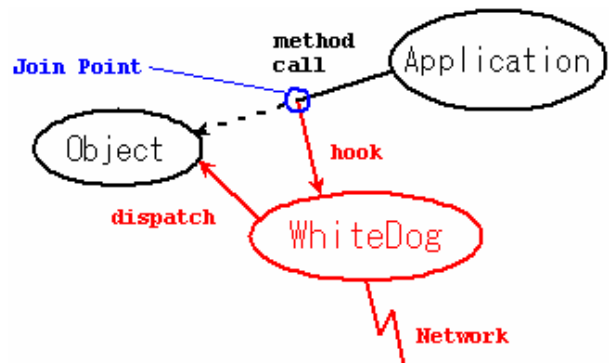 method
call
Application
Join Point
Object
hook
dispatch
WhiteDog
Network